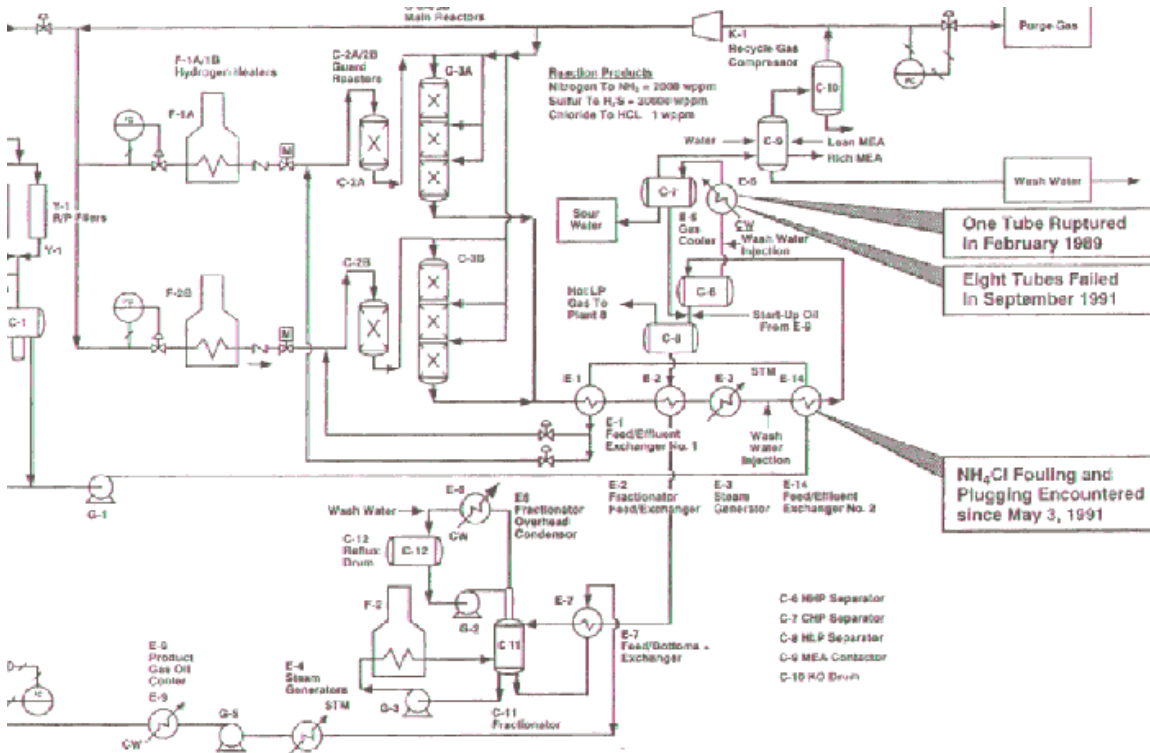 Main Reactors
K-1
Recycle Gas
Compressor
Purge Gas
F-1A/1B
Hydrogen Heaters
C-2A/2B
Guard
Reactors
C-3A
Reaction Products
Nitrogen To NH₃ = 2000 wppm
Sulfur To H₂S = 30000 wppm
Chloride To HCL 1 wppm
C-10
F-1A
M
C-2A
Water
C-9
Lean MEA
Rich MEA
Y-1
R/P Filters
Y-1
C-7
E-5
Wash Water
Sour
Water
Gas
Cooler
CW
Wash Water
Injection
One Tube Ruptured
In February 1989
Eight Tubes Failed
In September 1991
F-2B
C-2B
C-3B
M
C-1
Hot LP
Gas To
Plant 8
C-6
C-8
Start-Up Oil
From E-9
E-1
E-2
E-3
STM
E-14
E-1
Feed/Effluent
Exchanger No. 1
Wash
Water
Injection
NH₄Cl Fouling and
Plugging Encountered
since May 3, 1991
G-1
E-2
Fractionator
Feed/Exchanger
E-3
Steam
Generator
E-14
Feed/Effluent
Exchanger No. 2
Wash Water
CW
Fractionator
Overhead
Condensor
C-12
Reflux
Drum
C-12
G-2
F-2
C-11
E-7
E-7
Feed/Bottoms
Exchanger
C-6 HHP Separator
C-7 CHP Separator
C-8 HLP Separator
C-9 MEA Contactor
C-10 KO Drum
Product
Gas Oil
Cooler
E-9
CW
G-5
E-4
Steam
Generators
STM
G-3
C-11
Fractionator